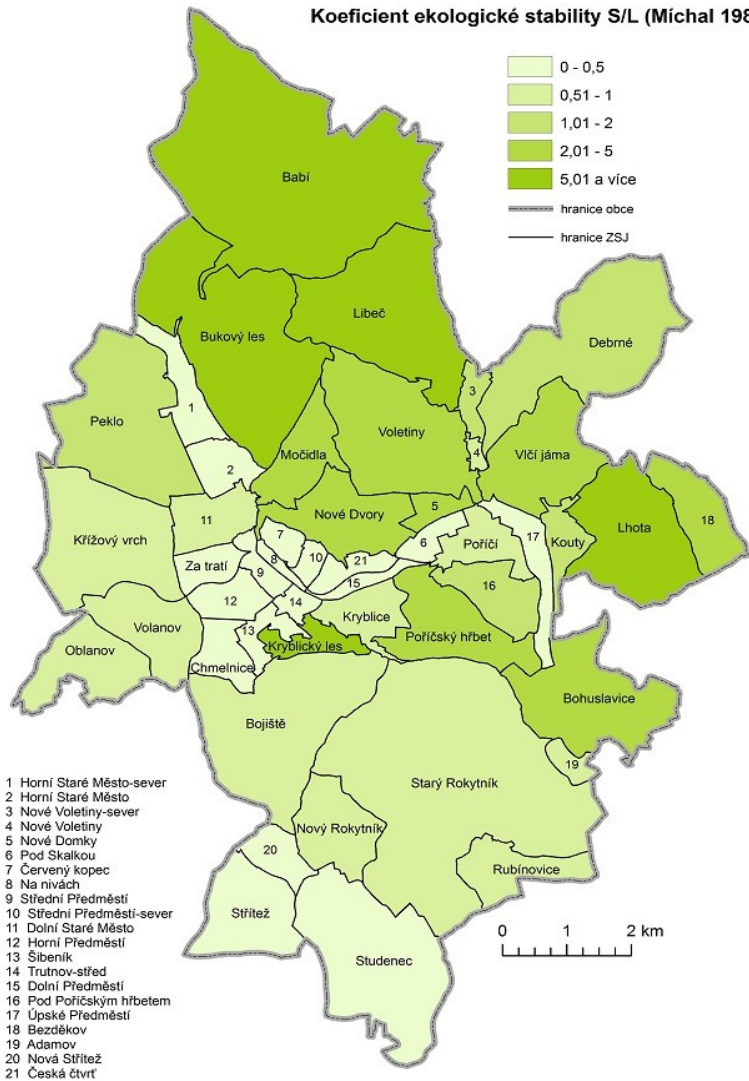 Koeficient ekologické stability S/L (Míchal 198
0 - 0,5
0,51 - 1
1,01 - 2
2,01 - 5
5,01 a více
hranice obce
hranice ZSJ
Babí
Libeč
Bukový les
Debrné
3
1
Peklo
Voletiny
4
Vlčí jáma
Močidla
2
Nové Dvory
5
Lhota
18
11
Křížový vrch
7
6
Poříčí
17
Kouty
Za tratí
8
10
21
9
15
16
12
14
Kryblice
Volanov
13
Poříčský hřbet
Oblanov
Kryblický les
Chmelnice
Bohuslavice
Bojiště
19
Starý Rokytník
Nový Rokytník
20
Rubínovice
Střítež
Studenec
0 1 2 km
1 Horní Staré Město-sever
2 Horní Staré Město
3 Nové Voletiny-sever
4 Nové Voletiny
5 Nové Domky
6 Pod Skalkou
7 Červený kopec
8 Na nivách
9 Střední Předměstí
10 Střední Předměstí-sever
11 Dolní Staré Město
12 Horní Předměstí
13 Šibeník
14 Trutnov-střed
15 Dolní Předměstí
16 Pod Poříčským hřbetem
17 Úpské Předměstí
18 Bezděkov
19 Adamov
20 Nová Střítež
21 Česká čtvrť